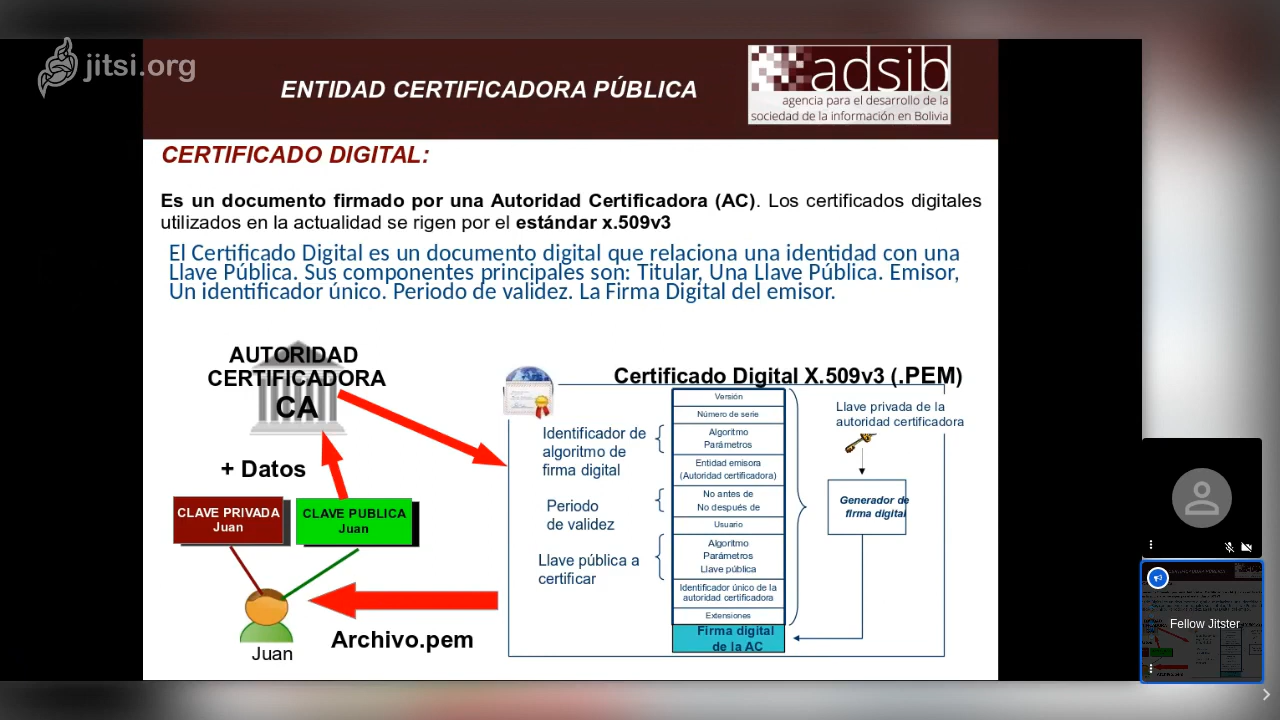 jitsi.org
ENTIDAD CERTIFICADORA PÚBLICA
adsib
agencia para el desarrollo de la
sociedad de la información en Bolivia
CERTIFICADO DIGITAL:
Es un documento firmado por una Autoridad Certificadora (AC). Los certificados digitales
utilizados en la actualidad se rigen por el estándar x.509v3
El Certificado Digital es un documento digital que relaciona una identidad con una
Llave Pública. Sus componentes principales son: Titular, Una Llave Pública. Emisor,
Un identificador único. Periodo de validez. La Firma Digital del emisor.
AUTORIDAD
CERTIFICADORA
CA
+ Datos
CLAVE PRIVADA
Juan
CLAVE PUBLICA
Juan
Juan
Archivo.pem
Certificado Digital X.509v3 (.PEM)
Identificador de
algoritmo de
firma digital
Periodo
de validez
Llave pública a
certificar
Versión
Número de serie
Algoritmo
Parámetros
Entidad emisora
(Autoridad certificadora)
No antes de
No después de
Usuario
Algoritmo
Parámetros
Llave pública
Identificador único de la
autoridad certificadora
Extensiones
Firma digital
de la AC
Llave privada de la
autoridad certificadora
Generador de
firma digital
Fellow Jitster